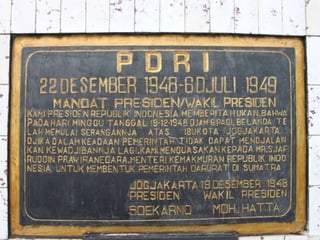 PDRI
22 DESEMBER 1948-6DJULI 1949
MANDAT PRESIDEN/WAKIL PRESIDEN
KAMI PRESIDEN REPUBLIK INDONESIA MEMBERITAHUKAN, BAHWA
PADA HARI MINGGU TANGGAL 19-12-1948 DJAM 6 PAGI, BELANDA TE
LAH MEMULAI SERANGANNJA ATAS IBUKOTA JOGJAKARTA.
DJIKA DALAM KEADAAN PEMERINTAH TIDAK DAPAT MENDJALAN
KAN KEWADJIBANNJA LAGI, KAMI MENGUASAKAN KEPADA MR. SJAF
RUDDIN PRAWIRANEGARA, MENTERI KEMAKMURAN REPUBLIK INDO
NESIA UNTUK MEMBENTUK PEMERINTAH DARURAT DI SUMATRA
JOGJAKARTA 19 DESEMBER 1948
PRESIDEN WAKIL PRESIDEN
SOEKARNO MOH. HATTA